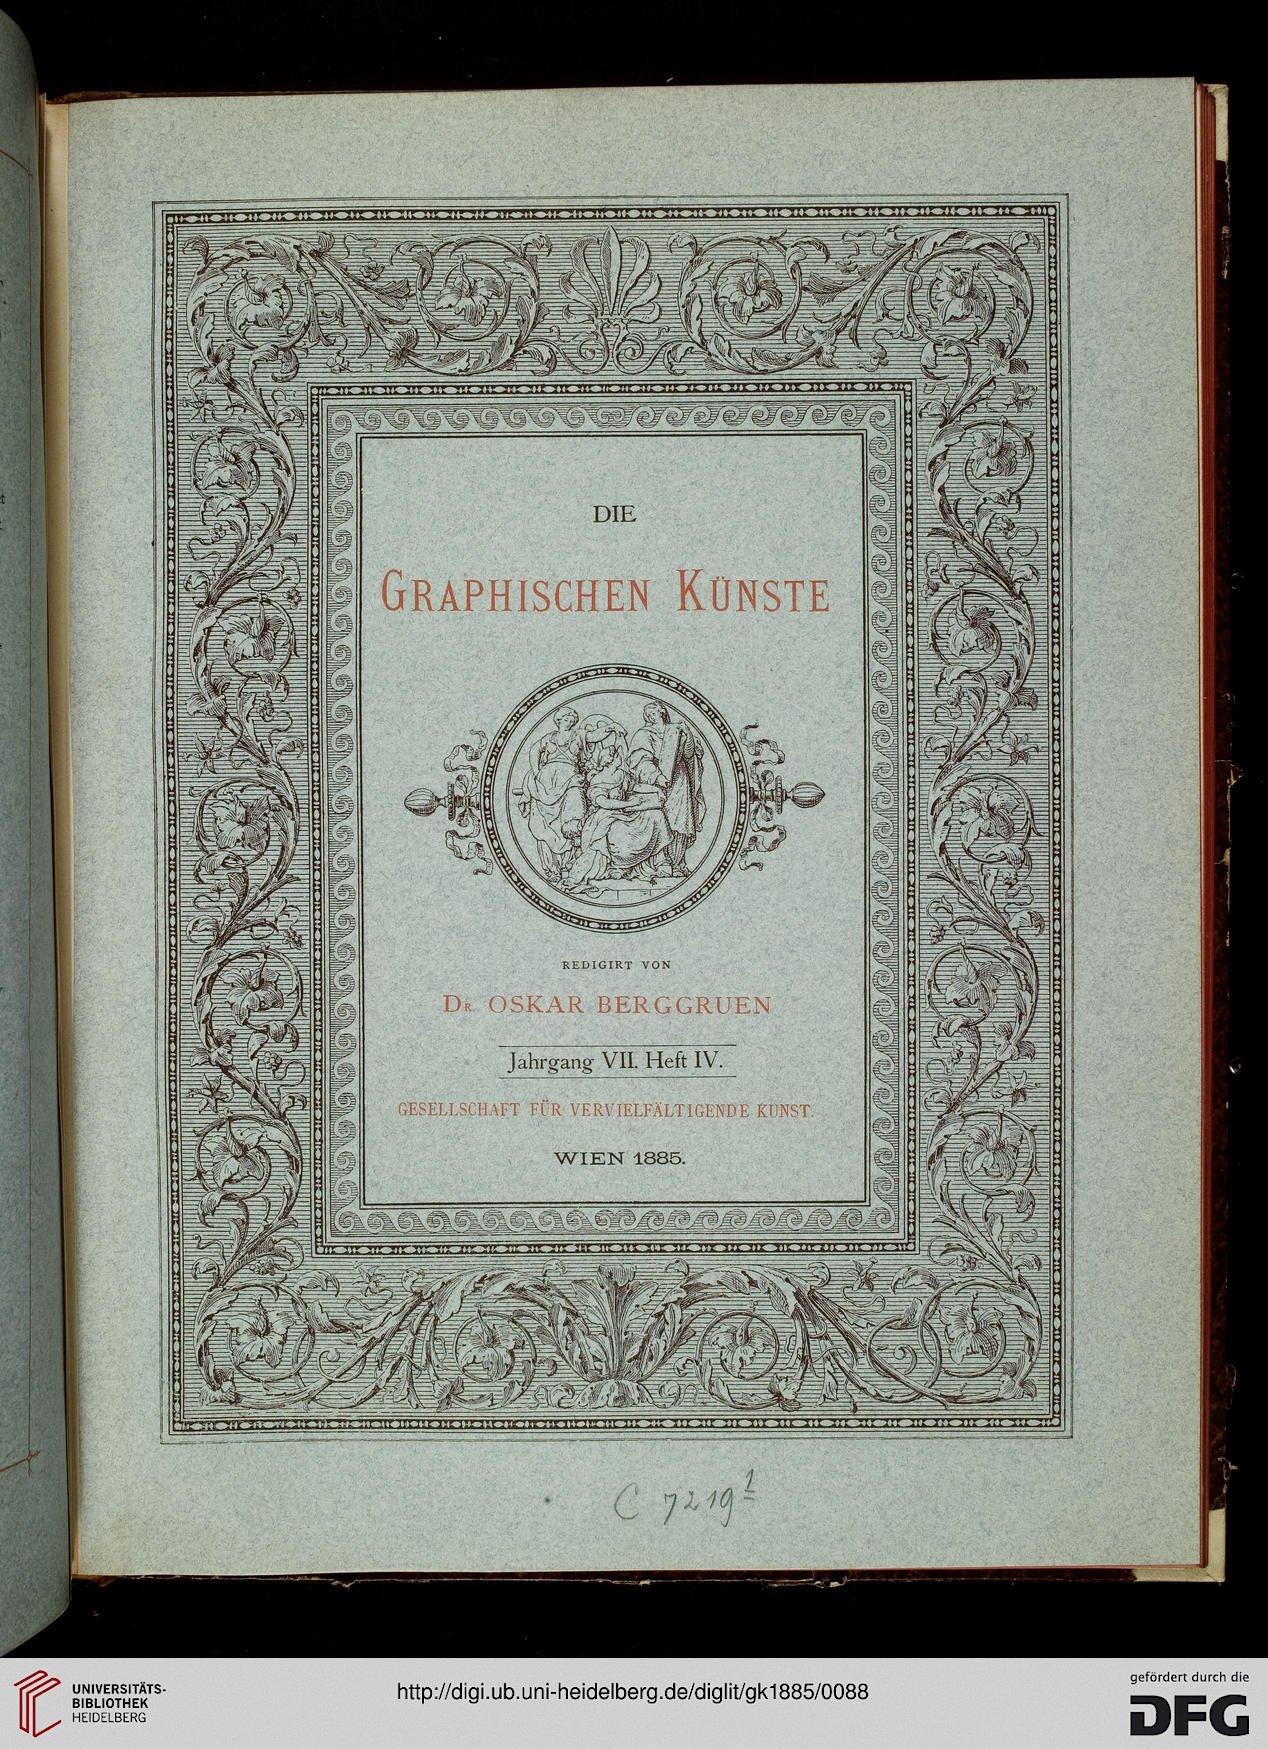 DIE
GRAPHISCHEN KÜNSTE
REDIGIRT VON
DR. OSKAR BERGGRUEN
Jahrgang VII. Heft IV.
GESELLSCHAFT FÜR VERVIELFÄLTIGENDE KUNST.
WIEN 1885.
C 7219 1
UNIVERSITÄTS-
BIBLIOTHEK
HEIDELBERG
http://digi.ub.uni-heidelberg.de/diglit/gk1885/0088
gefördert durch die
DFG